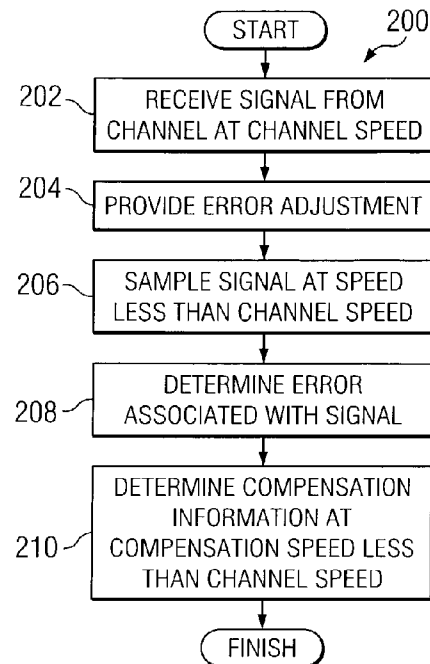 START
200
202
RECEIVE SIGNAL FROM
CHANNEL AT CHANNEL SPEED
204
PROVIDE ERROR ADJUSTMENT
206
SAMPLE SIGNAL AT SPEED
LESS THAN CHANNEL SPEED
208
DETERMINE ERROR
ASSOCIATED WITH SIGNAL
210
DETERMINE COMPENSATION
INFORMATION AT
COMPENSATION SPEED LESS
THAN CHANNEL SPEED
FINISH